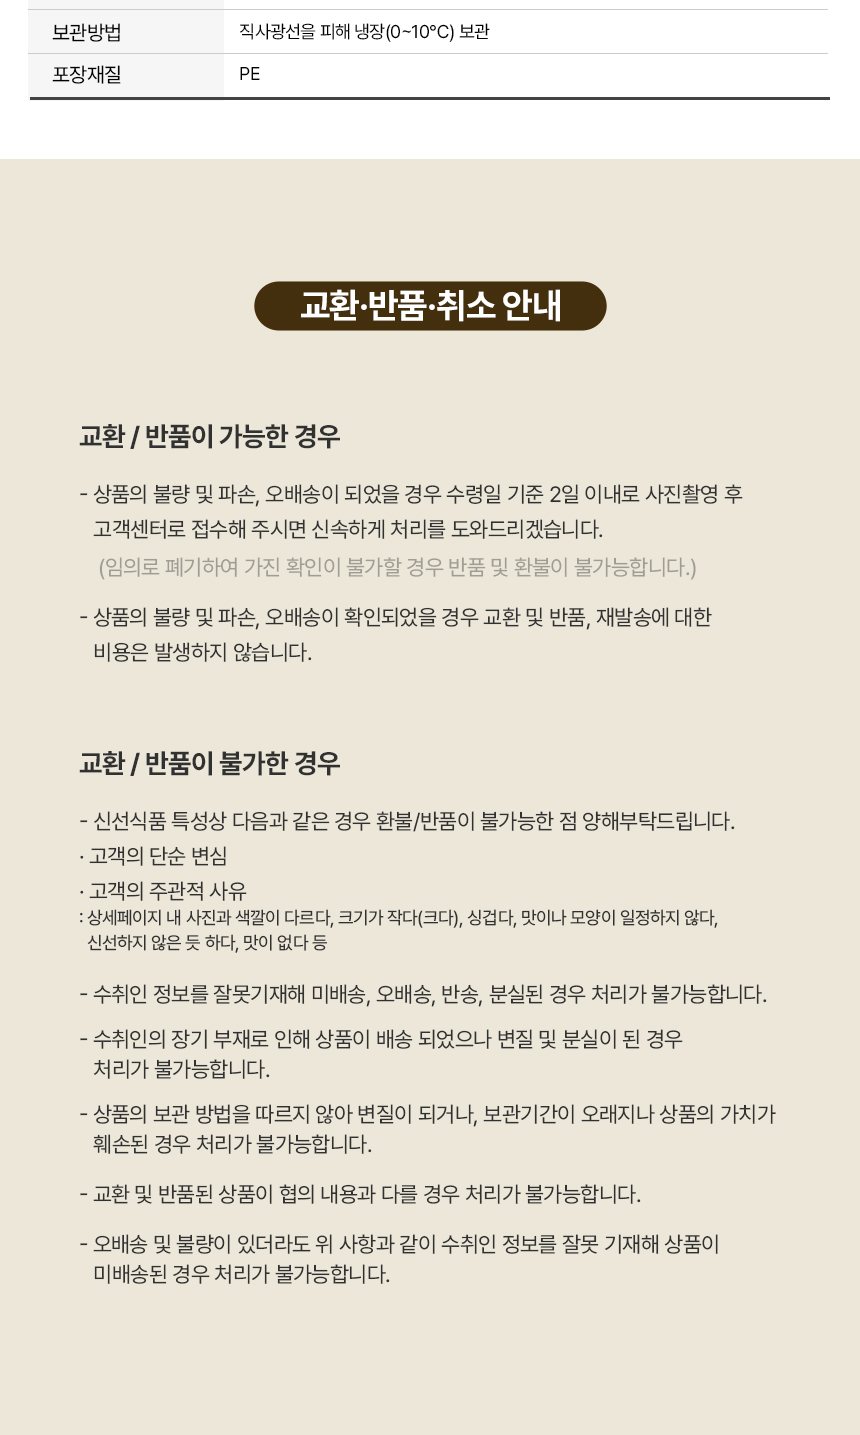 보관방법 직사광선을 피해 냉장(0~10°C) 보관
포장재질 PE
교환·반품·취소 안내
교환 / 반품이 가능한 경우
- 상품의 불량 및 파손, 오배송이 되었을 경우 수령일 기준 2일 이내로 사진촬영 후
고객센터로 접수해 주시면 신속하게 처리를 도와드리겠습니다.
(임의로 폐기하여 가진 확인이 불가할 경우 반품 및 환불이 불가능합니다.)
- 상품의 불량 및 파손, 오배송이 확인되었을 경우 교환 및 반품, 재발송에 대한
비용은 발생하지 않습니다.
교환 / 반품이 불가한 경우
- 신선식품 특성상 다음과 같은 경우 환불/반품이 불가능한 점 양해부탁드립니다.
· 고객의 단순 변심
· 고객의 주관적 사유
: 상세페이지 내 사진과 색깔이 다르다, 크기가 작다(크다), 싱겁다, 맛이나 모양이 일정하지 않다,
신선하지 않은 듯 하다, 맛이 없다 등
- 수취인 정보를 잘못기재해 미배송, 오배송, 반송, 분실된 경우 처리가 불가능합니다.
- 수취인의 장기 부재로 인해 상품이 배송 되었으나 변질 및 분실이 된 경우
처리가 불가능합니다.
- 상품의 보관 방법을 따르지 않아 변질이 되거나, 보관기간이 오래지나 상품의 가치가
훼손된 경우 처리가 불가능합니다.
- 교환 및 반품된 상품이 협의 내용과 다를 경우 처리가 불가능합니다.
- 오배송 및 불량이 있더라도 위 사항과 같이 수취인 정보를 잘못 기재해 상품이
미배송된 경우 처리가 불가능합니다.